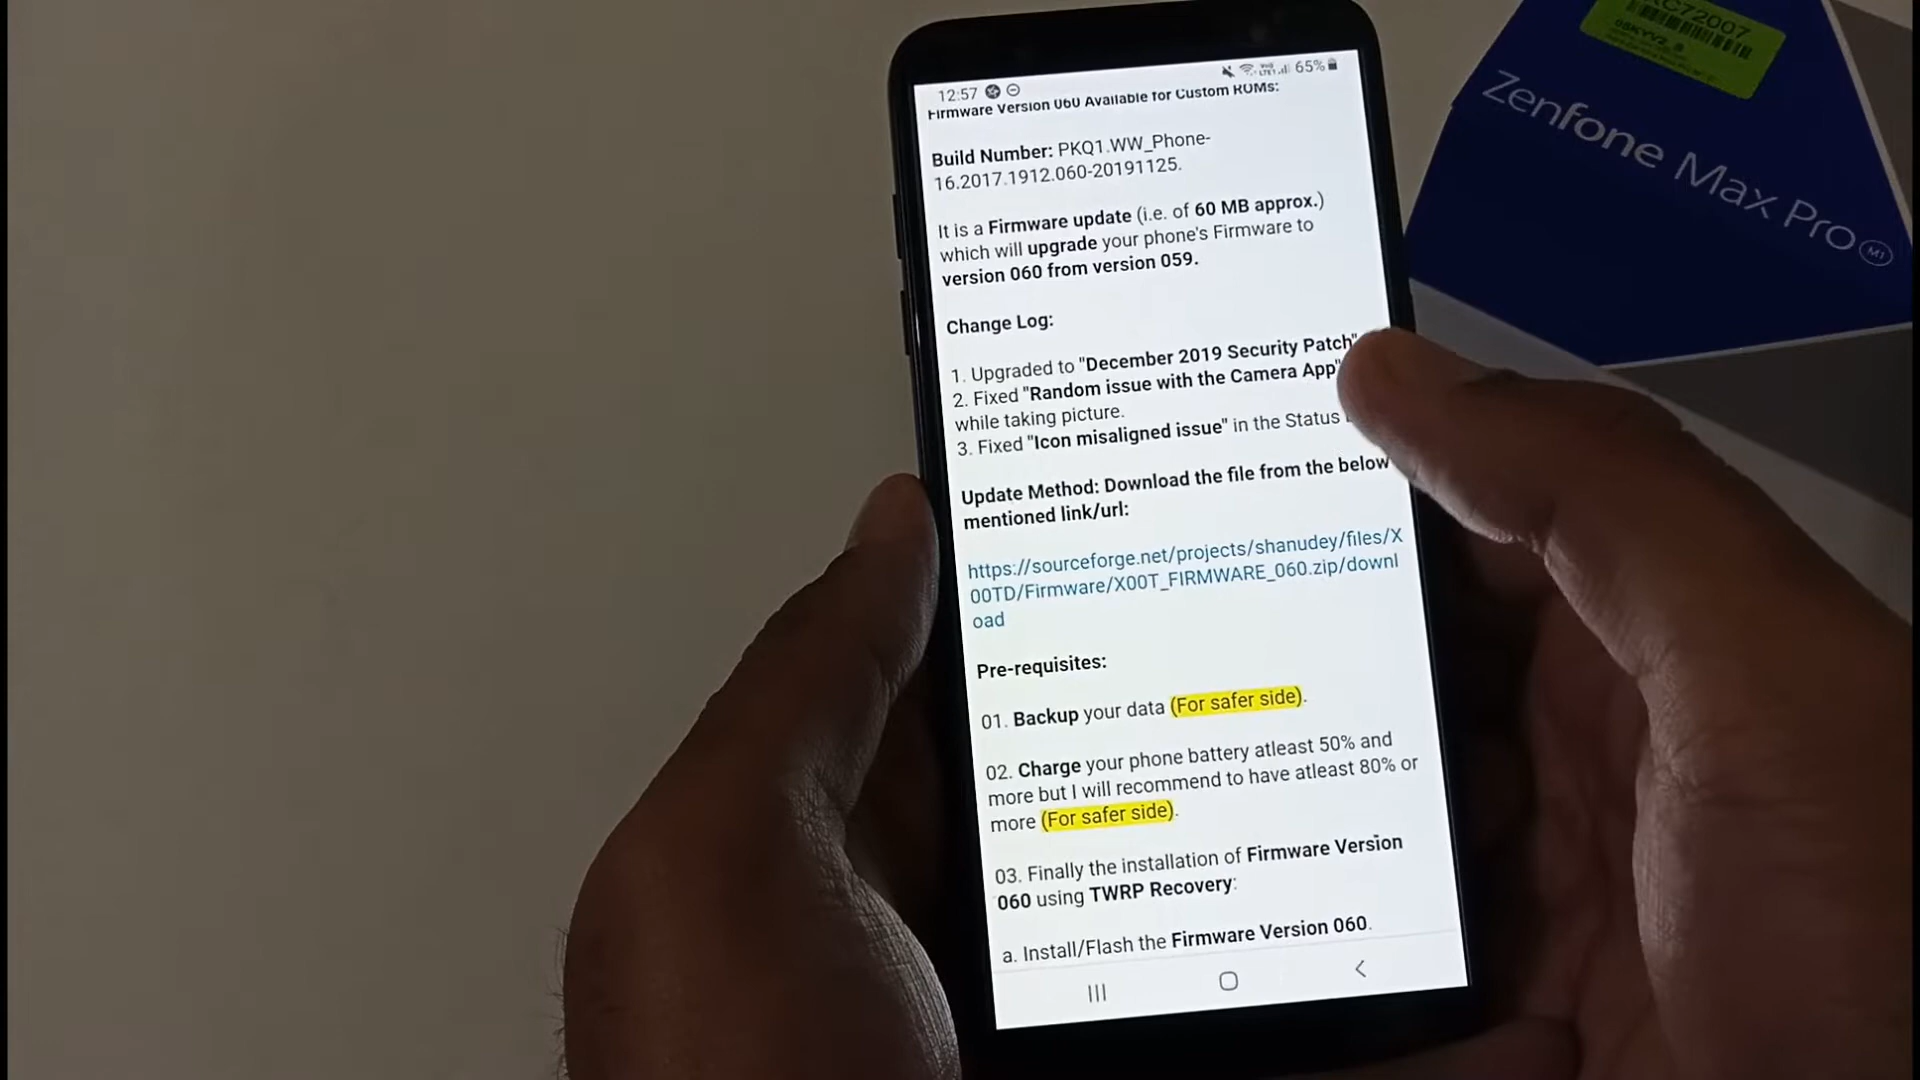 12:57
65%
Firmware Version 060 Available for Custom ROMs:
Build Number: PKQ1.WW_Phone-
16.2017.1912.060-20191125.
It is a Firmware update (i.e. of 60 MB approx.)
which will upgrade your phone's Firmware to
version 060 from version 059.
Change Log:
1. Upgraded to "December 2019 Security Patch"
2. Fixed "Random issue with the Camera App"
while taking picture.
3. Fixed "Icon misaligned issue" in the Status
Update Method: Download the file from the below
mentioned link/url:
https://sourceforge.net/projects/shanudey/files/X
00TD/Firmware/X00T_FIRMWARE_060.zip/downl
oad
Pre-requisites:
01. Backup your data (For safer side).
02. Charge your phone battery atleast 50% and
more but I will recommend to have atleast 80% or
more (For safer side).
03. Finally the installation of Firmware Version
060 using TWRP Recovery:
a. Install/Flash the Firmware Version 060.
Zenfone Max Pro M1